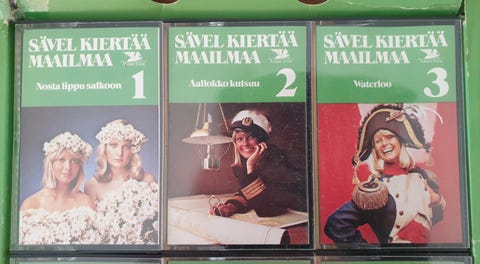 SÄVEL KIERTÄÄ
MAAILMAA
Nosta lippu salkoon
1
SÄVEL KIERTÄÄ
MAAILMAA
Aallokko kutsuu
2
SÄVEL KIERTÄÄ
MAAILMAA
Waterloo
3